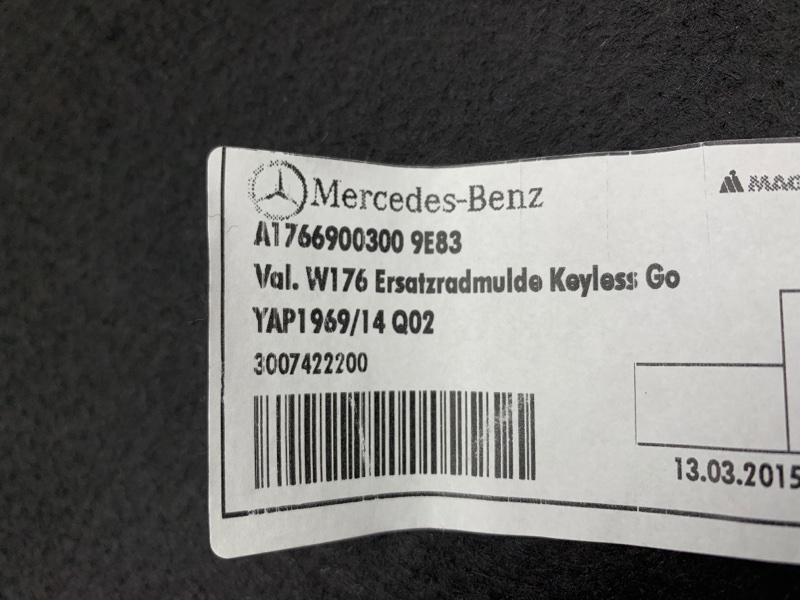 Mercedes-Benz
A1766900300 9E83
Val. W176 Ersatzradmulde Keyless Go
YAP1969/14 Q02
3007422200
13.03.2015